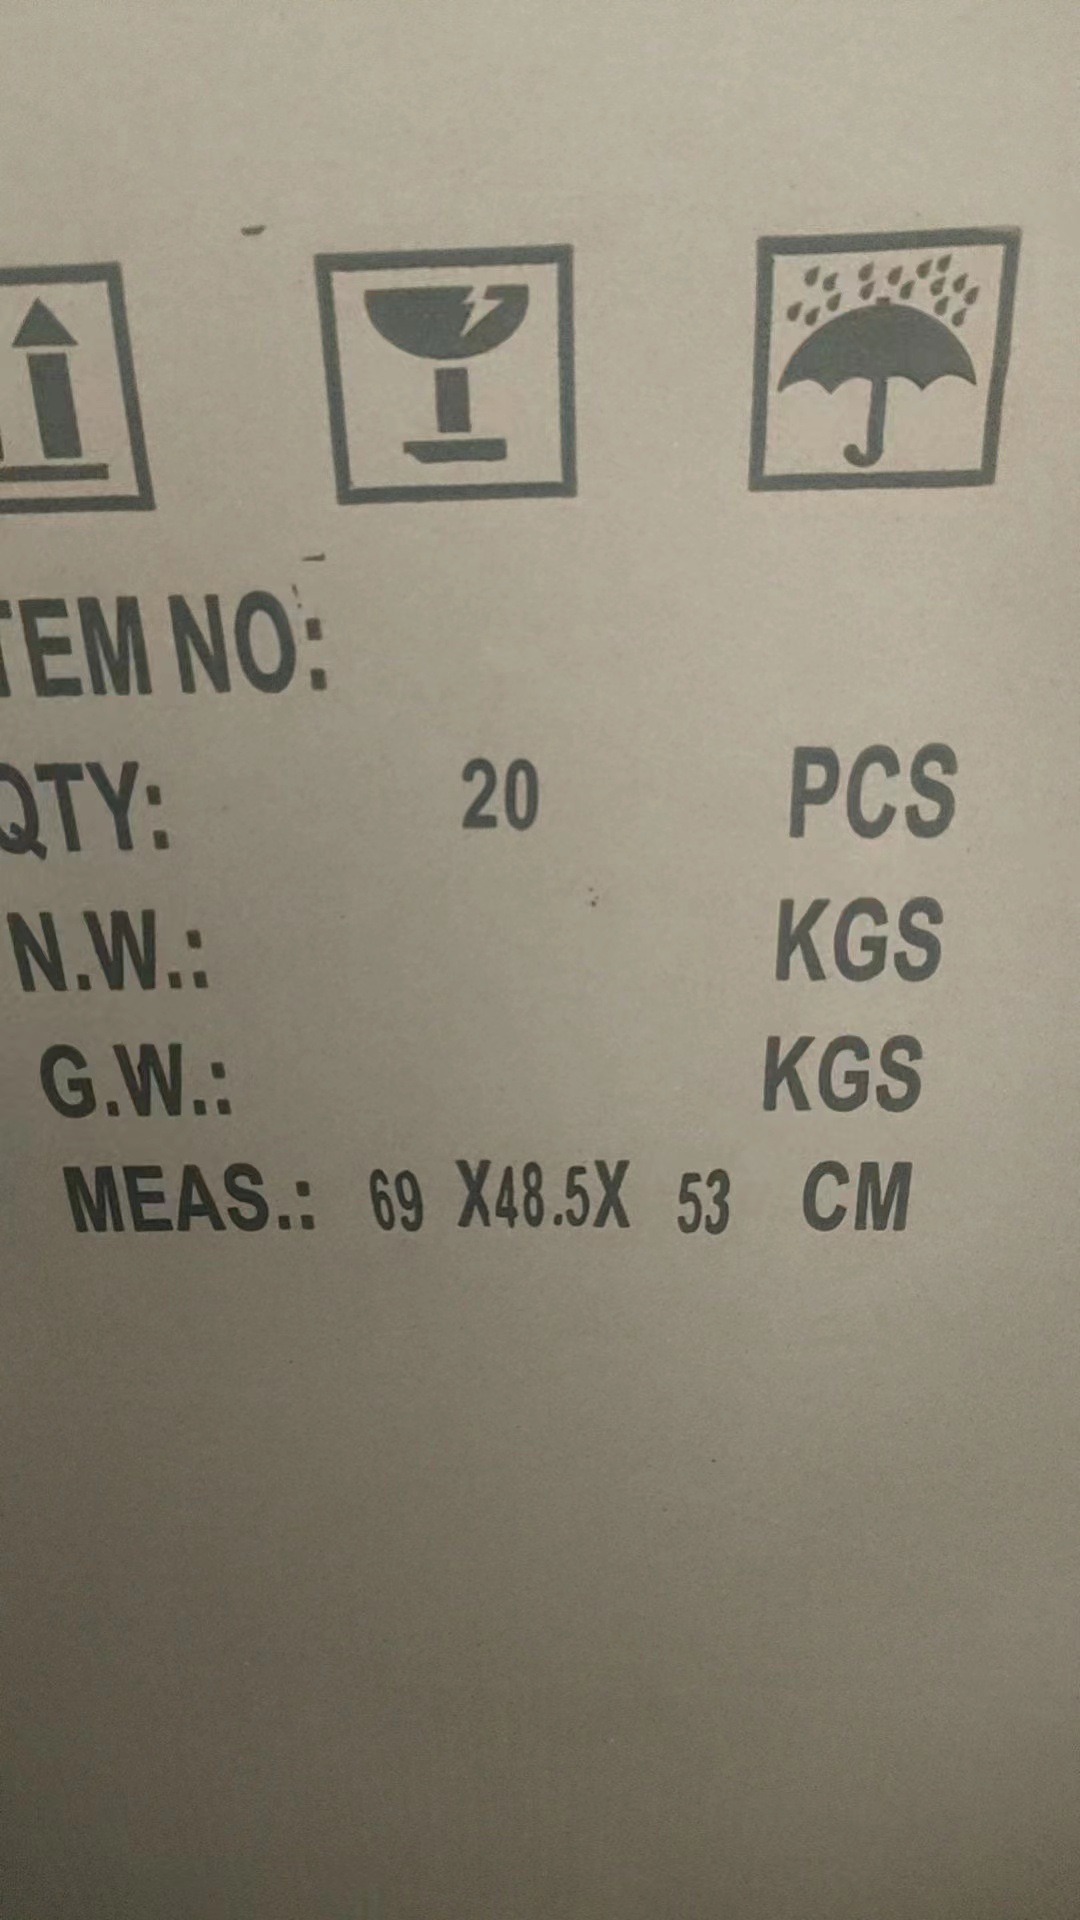 TEM NO:
QTY: 20 PCS
N.W.: KGS
G.W.: KGS
MEAS.: 69 X48.5X 53 CM